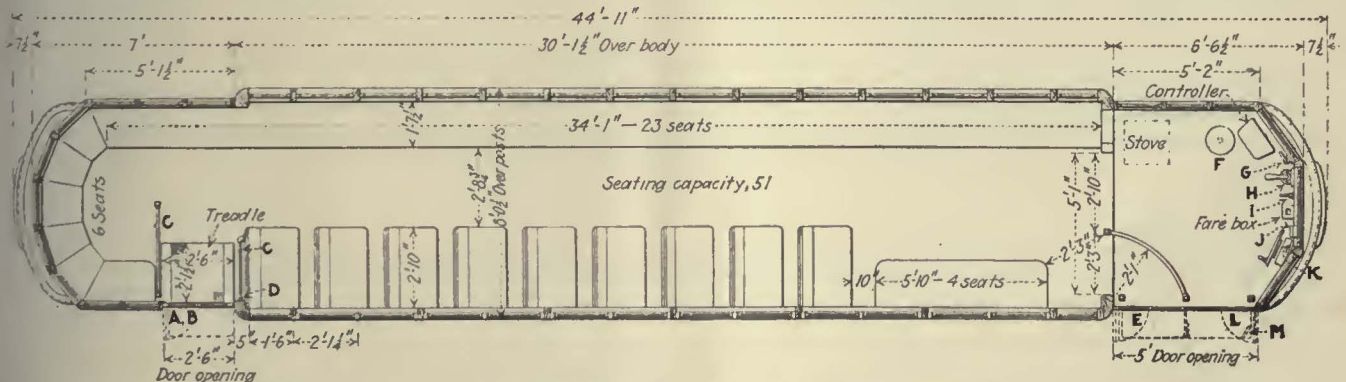 44'-11"
7½" 7' 30'-1½" Over body 6'-6½" 7½"
5'-1½" 5'-2"
Controller
1'-7½" 34'-1" — 23 seats Stove F
G
H
I
Fare box
J
K
6 Seats
C Treadle
2'-6"
2'-1½"
C
D
2'-8¾"
8'-0½" Over posts
Seating capacity, 51
5'-1" 2'-10"
2'-10"
2'-3" 2'-3"
2'-1"
10" 5'-10" — 4 seats
A, B E L M
5" 1'-6" 2'-1¼"
2'-6" 5' Door opening
Door opening